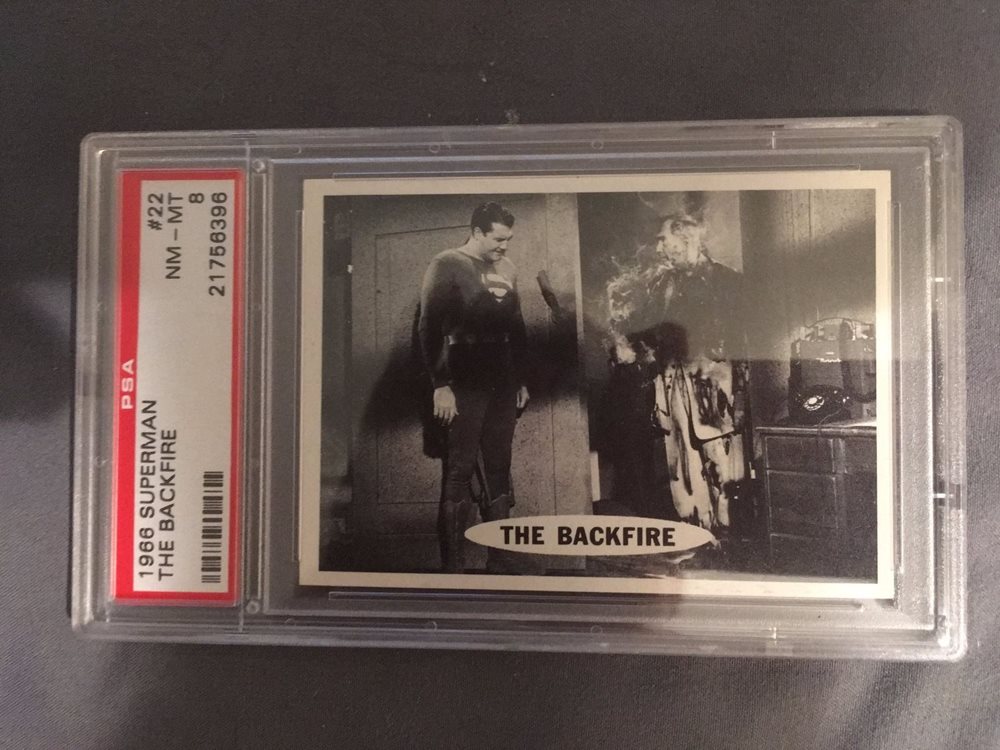 PSA
1966 SUPERMAN #22
THE BACKFIRE NM – MT
8
21756396
THE BACKFIRE